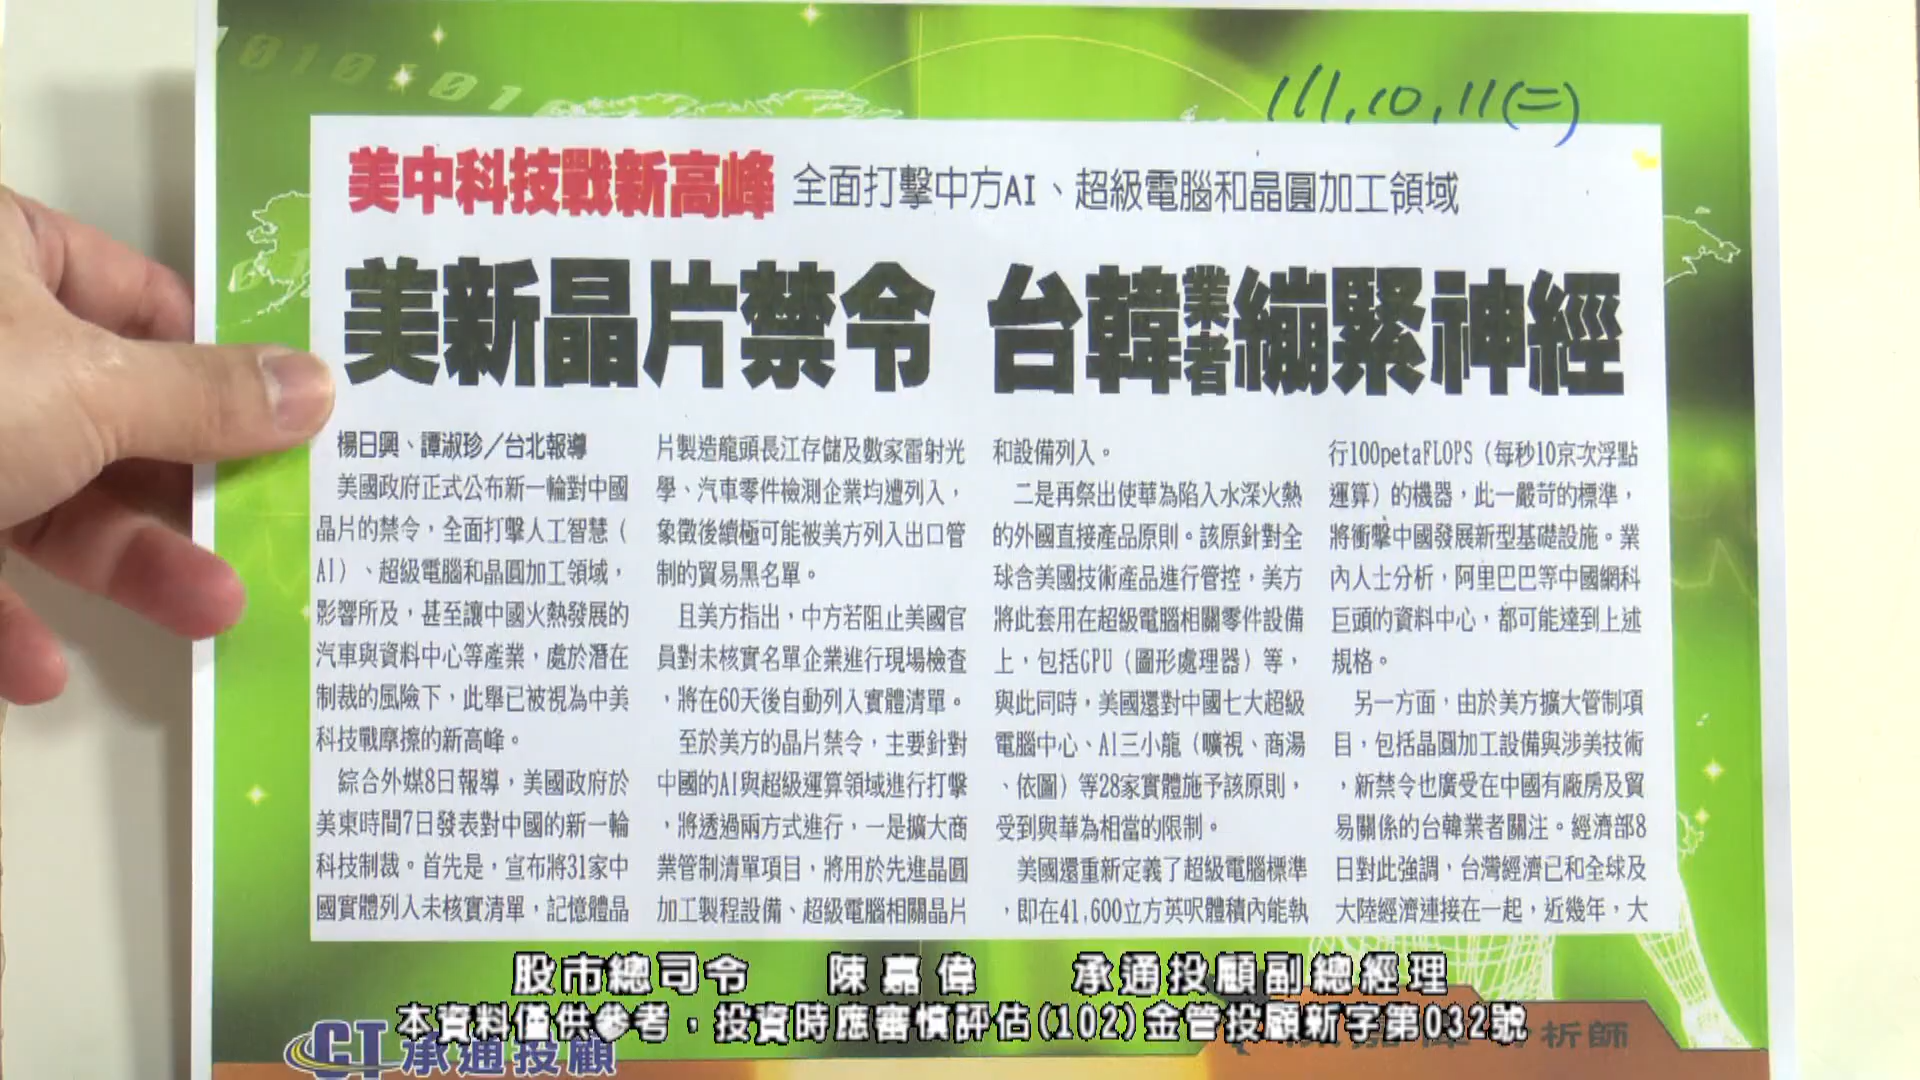 111.10.11(二)
美中科技戰新高峰 全面打擊中方AI、超級電腦和晶圓加工領域
美新晶片禁令 台韓業者繃緊神經
楊日興、譚淑珍/台北報導
美國政府正式公布新一輪對中國
晶片的禁令,全面打擊人工智慧(
AI)、超級電腦和晶圓加工領域,
影響所及,甚至讓中國火熱發展的
汽車與資料中心等產業,處於潛在
制裁的風險下,此舉已被視為中美
科技戰摩擦的新高峰。
綜合外媒8日報導,美國政府於
美東時間7日發表對中國的新一輪
科技制裁。首先是,宣布將31家中
國實體列入未核實清單,記憶體晶
片製造龍頭長江存儲及數家雷射光
學、汽車零件檢測企業均遭列入,
象徵後續極可能被美方列入出口管
制的貿易黑名單。
且美方指出,中方若阻止美國官
員對未核實名單企業進行現場檢查
,將在60天後自動列入實體清單。
至於美方的晶片禁令,主要針對
中國的AI與超級運算領域進行打擊
,將透過兩方式進行,一是擴大商
業管制清單項目,將用於先進晶圓
加工製程設備、超級電腦相關晶片
和設備列入。
二是再祭出使華為陷入水深火熱
的外國直接產品原則。該原針對全
球含美國技術產品進行管控,美方
將此套用在超級電腦相關零件設備
上,包括GPU(圖形處理器)等,
與此同時,美國還對中國七大超級
電腦中心、AI三小龍(曠視、商湯
、依圖)等28家實體施予該原則,
受到與華為相當的限制。
美國還重新定義了超級電腦標準
,即在41,600立方英呎體積內能執
行100petaFLOPS(每秒10京次浮點
運算)的機器,此一嚴苛的標準,
將衝擊中國發展新型基礎設施。業
內人士分析,阿里巴巴等中國網科
巨頭的資料中心,都可能達到上述
規格。
另一方面,由於美方擴大管制項
目,包括晶圓加工設備與涉美技術
,新禁令也廣受在中國有廠房及貿
易關係的台韓業者關注。經濟部8
日對此強調,台灣經濟已和全球及
大陸經濟連接在一起,近幾年,大
股市總司令 陳嘉偉 承通投顧副總經理
本資料僅供參考,投資時應審慎評估(102)金管投顧新字第032號
CT承通投顧
析師